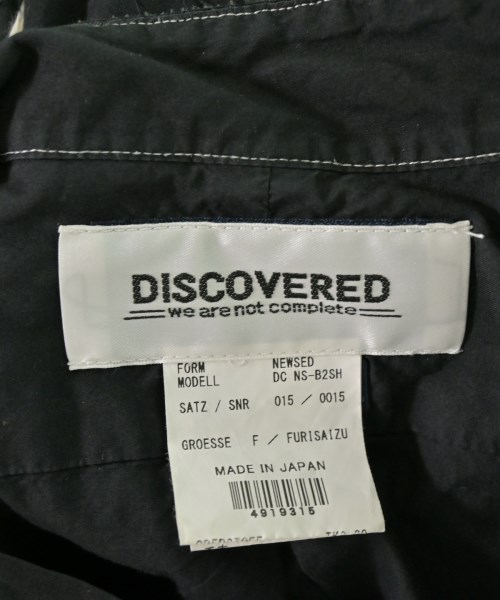 DISCOVERED
we are not complete
FORM NEWSED
MODELL DC NS-B2SH
SATZ / SNR 015 / 0015
GROESSE F / FURISAIZU
MADE IN JAPAN
4919315